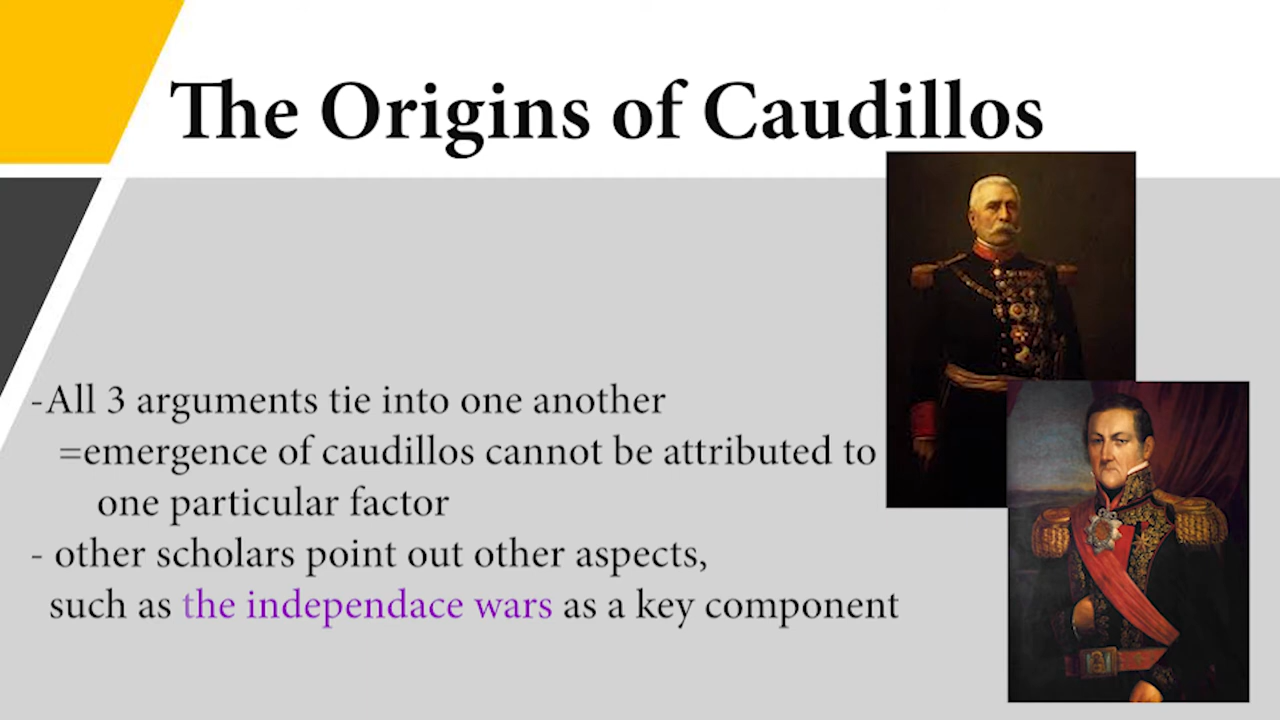 The Origins of Caudillos
-All 3 arguments tie into one another
=emergence of caudillos cannot be attributed to
one particular factor
- other scholars point out other aspects,
such as the independace wars as a key component